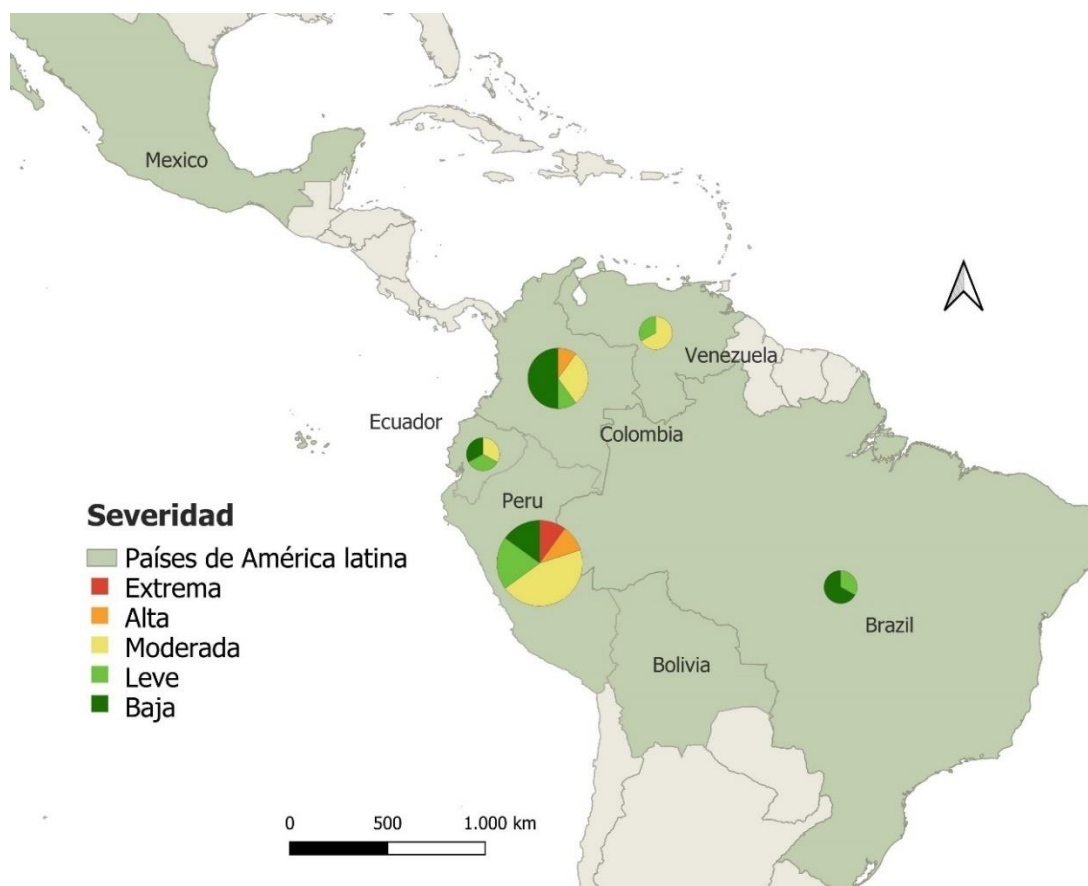 Mexico
Venezuela
Ecuador
Colombia
Peru
Brazil
Bolivia
Severidad
Países de América latina
Extrema
Alta
Moderada
Leve
Baja
0 500 1.000 km